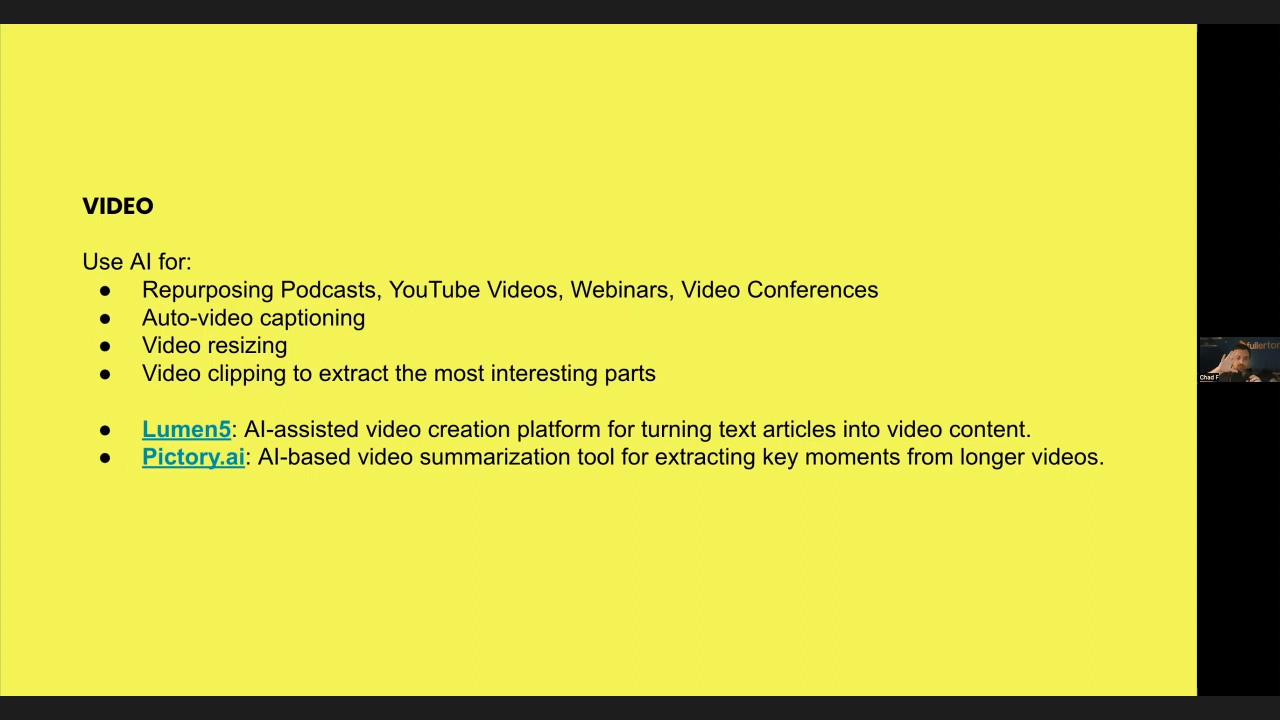 VIDEO
Use AI for:
● Repurposing Podcasts, YouTube Videos, Webinars, Video Conferences
● Auto-video captioning
● Video resizing
● Video clipping to extract the most interesting parts
● Lumen5: AI-assisted video creation platform for turning text articles into video content.
● Pictory.ai: AI-based video summarization tool for extracting key moments from longer videos.
fullerton
Chad F